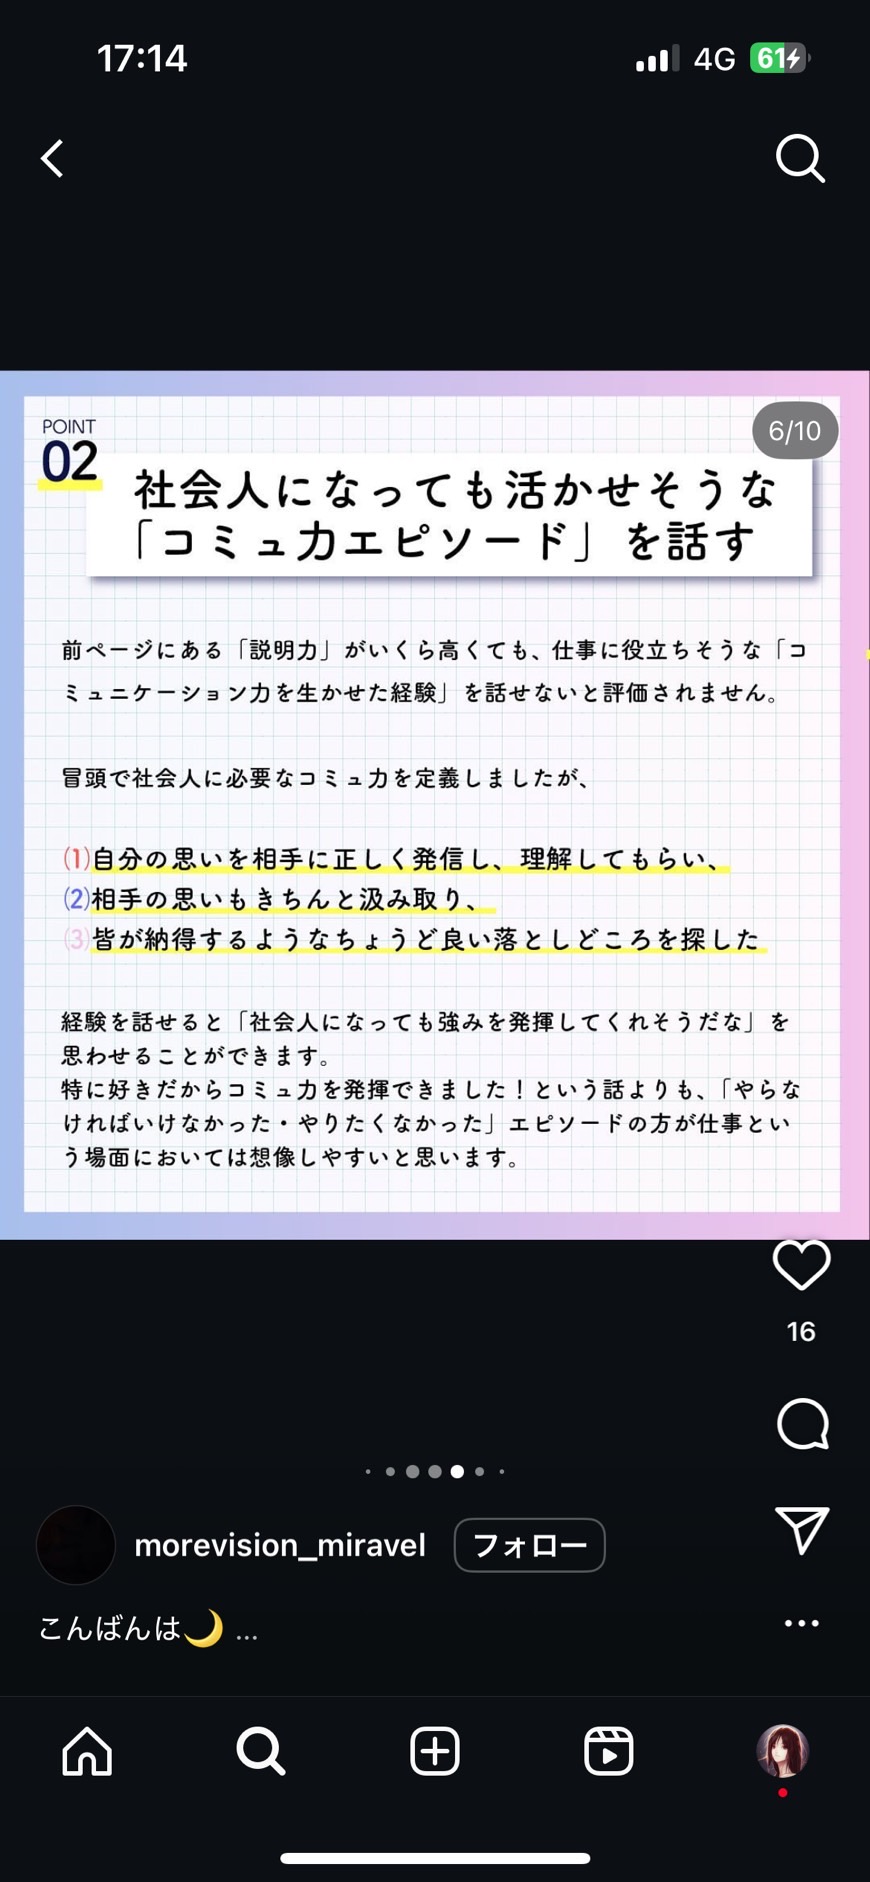 17:14
4G
61
6/10
POINT
02
社会人になっても活かせそうな
「コミュ力エピソード」を話す
前ページにある「説明力」がいくら高くても、仕事に役立ちそうな「コ
ミュニケーション力を生かせた経験」を話せないと評価されません。
冒頭で社会人に必要なコミュ力を定義しましたが、
(1)自分の思いを相手に正しく発信し、理解してもらい、
(2)相手の思いもきちんと汲み取り、
(3)皆が納得するようなちょうど良い落としどころを探した
経験を話せると「社会人になっても強みを発揮してくれそうだな」を
思わせることができます。
特に好きだからコミュ力を発揮できました！という話よりも、「やらな
ければいけなかった・やりたくなかった」エピソードの方が仕事とい
う場面においては想像しやすいと思います。
16
morevision_miravel
フォロー
こんばんは🌙 ...